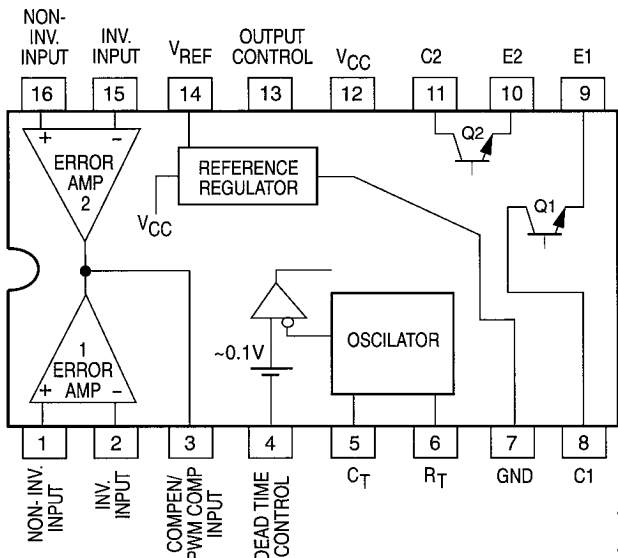 NON-
INV.
INPUT
INV.
INPUT
VREF
OUTPUT
CONTROL
VCC
C2
E2
E1
16
15
14
13
12
11
10
9
+
−
ERROR
AMP
2
REFERENCE
REGULATOR
VCC
Q2
Q1
1
ERROR
AMP
+
−
~0.1V
OSCILATOR
1
2
3
4
5
6
7
8
NON- INV.
INPUT
INV.
INPUT
COMPEN/
PWM COMP
INPUT
DEAD TIME
CONTROL
CT
RT
GND
C1